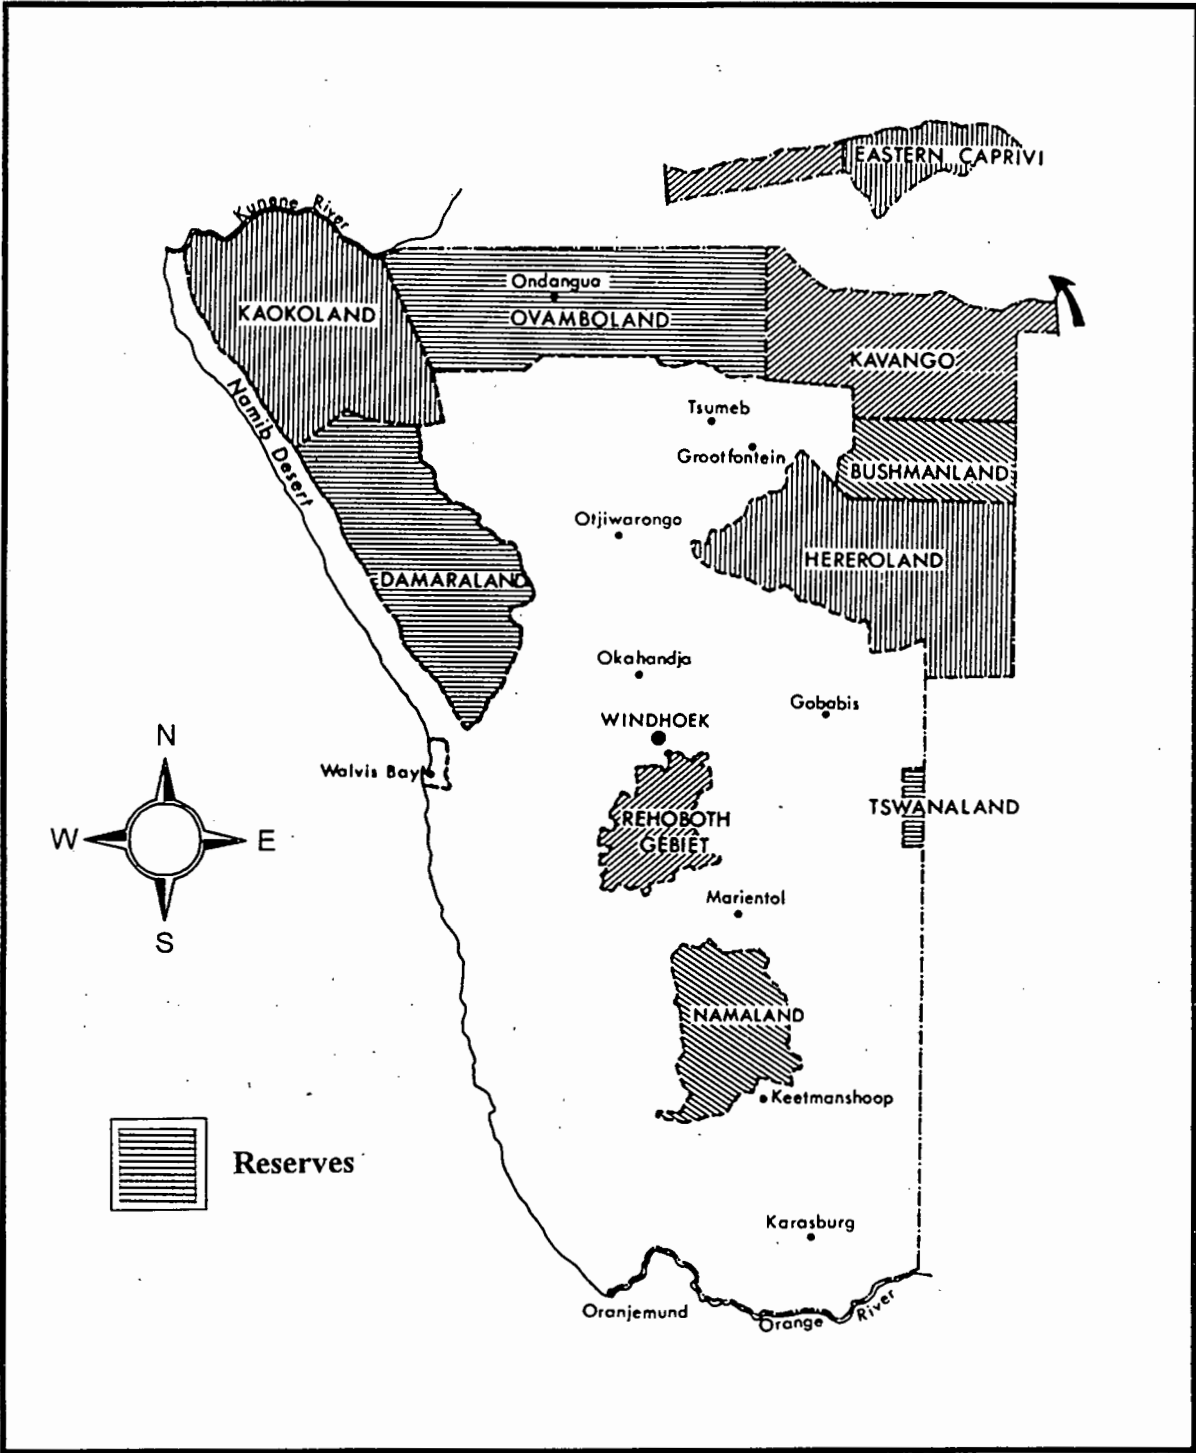 EASTERN CAPRIVI
Kunene River
Ondangua
KAOKOLAND
OVAMBOLAND
KAVANGO
Namib Desert
Tsumeb
Grootfontein
BUSHMANLAND
Otjiwarongo
HEREROLAND
DAMARALAND
Okahandja
Gobabis
WINDHOEK
N
Walvis Bay
TSWANALAND
REHOBOTH
GEBIET
W
E
Marientol
S
NAMALAND
Keetmanshoop
Reserves
Karasburg
Oranjemund
Orange River